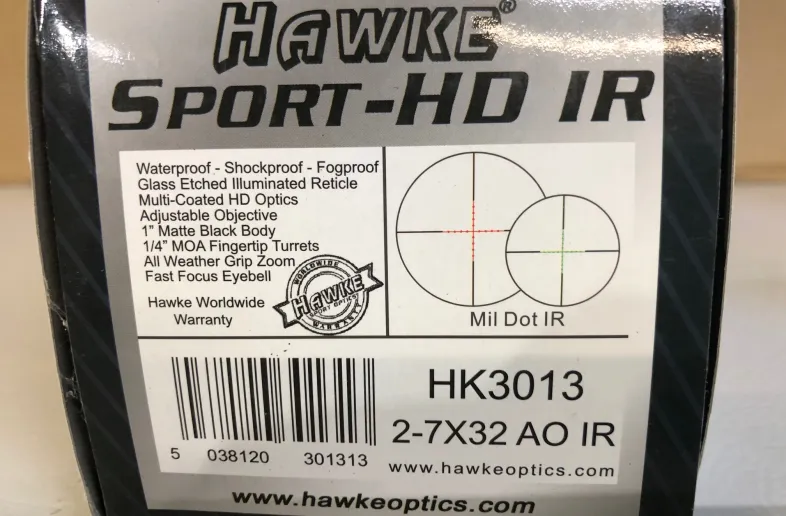 HAWKE®
SPORT-HD IR
Waterproof - Shockproof - Fogproof
Glass Etched Illuminated Reticle
Multi-Coated HD Optics
Adjustable Objective
1" Matte Black Body
1/4" MOA Fingertip Turrets
All Weather Grip Zoom
Fast Focus Eyebell
Hawke Worldwide
Warranty
WORLDWIDE
HAWKE
SPORT OPTICS
WARRANTY
Mil Dot IR
HK3013
2-7X32 AO IR
www.hawkeoptics.com
5 038120 301313
www.hawkeoptics.com